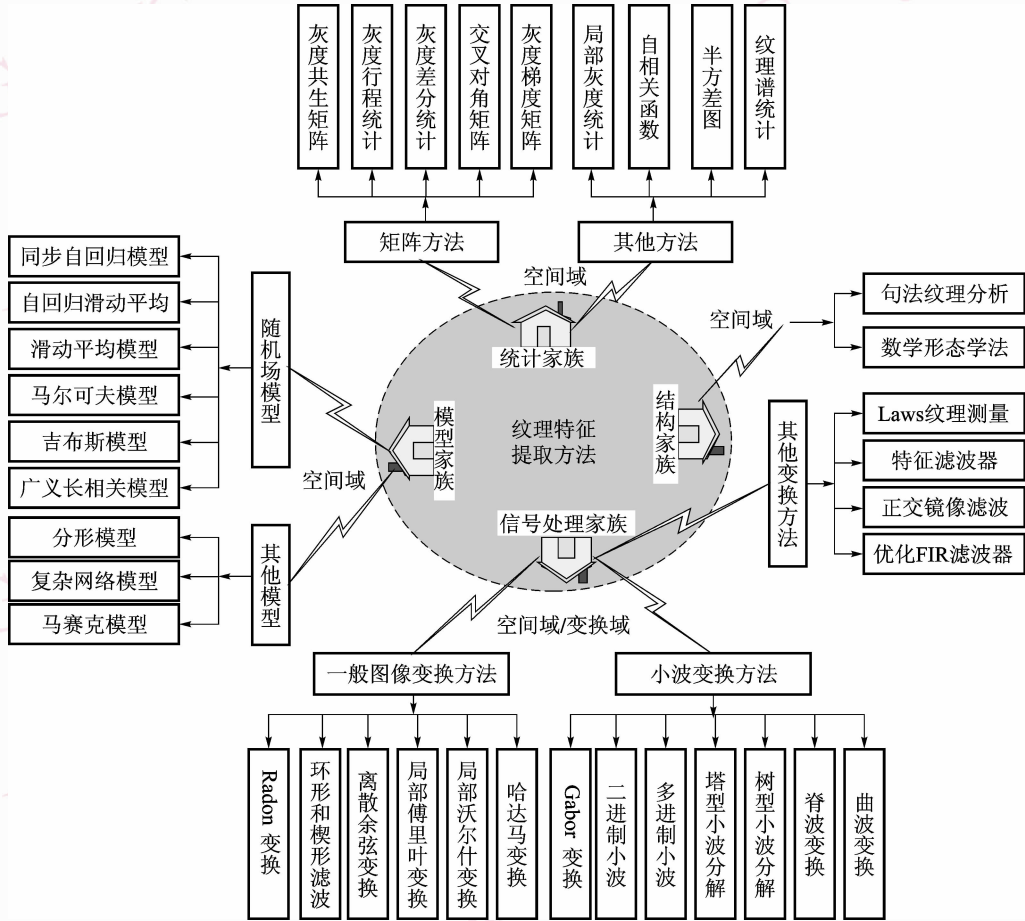 灰度共生矩阵
灰度行程统计
灰度差分统计
交叉对角矩阵
灰度梯度矩阵
局部灰度统计
自相关函数
半方差图
纹理谱统计
矩阵方法
其他方法
空间域
统计家族
同步自回归模型
自回归滑动平均
滑动平均模型
马尔可夫模型
吉布斯模型
广义长相关模型
随机场模型
空间域
模型家族
分形模型
复杂网络模型
马赛克模型
其他模型
纹理特征
提取方法
空间域
结构家族
句法纹理分析
数学形态学法
其他变换方法
Laws纹理测量
特征滤波器
正交镜像滤波
优化FIR滤波器
信号处理家族
空间域/变换域
一般图像变换方法
小波变换方法
Radon 变换
环形和楔形滤波
离散余弦变换
局部傅里叶变换
局部沃尔什变换
哈达马变换
Gabor 变换
二进制小波
多进制小波
塔型小波分解
树型小波分解
脊波变换
曲波变换